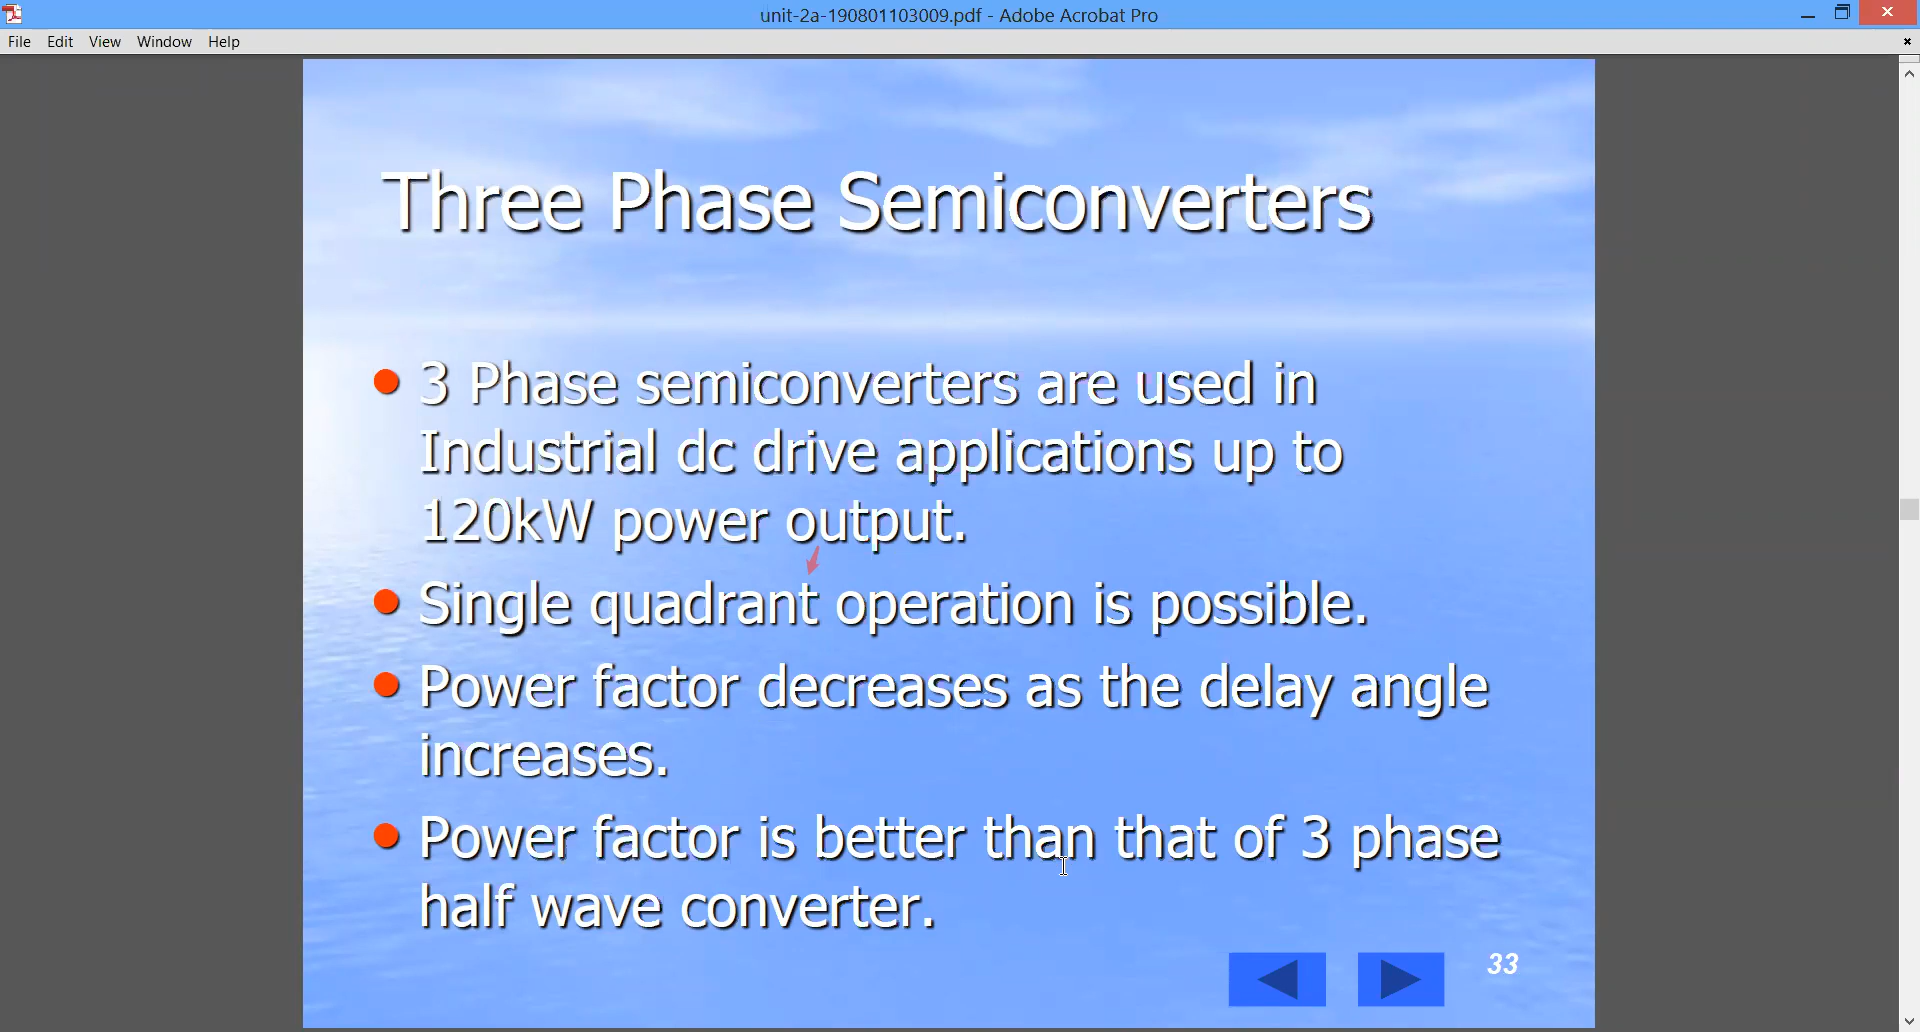 unit-2a-190801103009.pdf - Adobe Acrobat Pro
File Edit View Window Help
Three Phase Semiconverters
3 Phase semiconverters are used in
Industrial dc drive applications up to
120kW power output.
Single quadrant operation is possible.
Power factor decreases as the delay angle
increases.
Power factor is better than that of 3 phase
half wave converter.
33